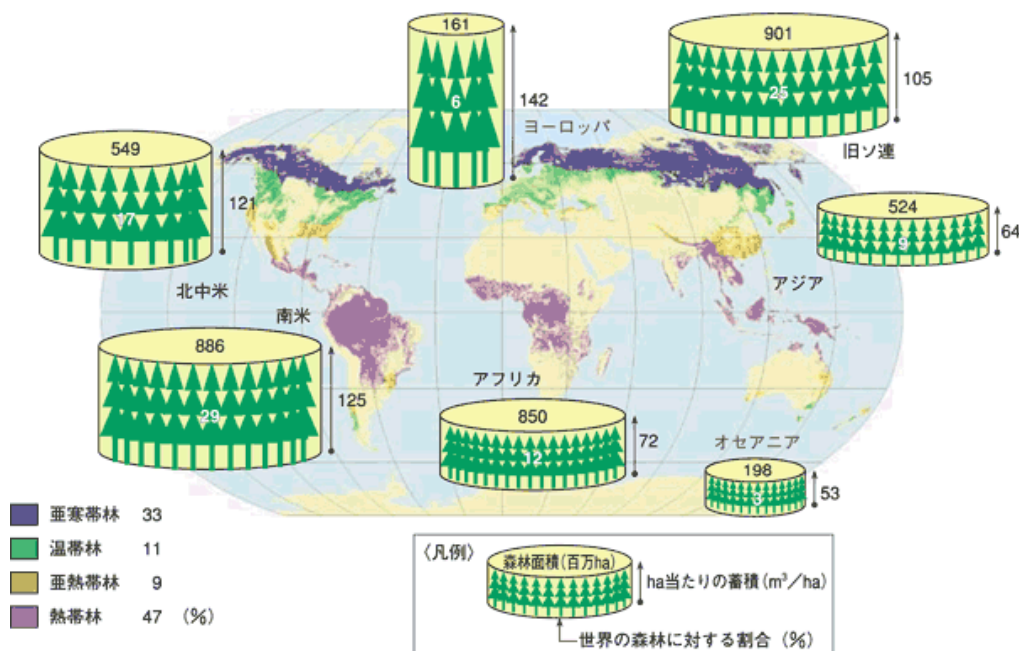 161
6
142
ヨーロッパ
901
25
105
旧ソ連
549
17
121
北中米
524
9
64
アジア
南米
886
29
125
アフリカ
850
12
72
オセアニア
198
3
53
亜寒帯林 33
温帯林 11
亜熱帯林 9
熱帯林 47 (%)
〈凡例〉
森林面積(百万ha)
ha当たりの蓄積(m³/ha)
世界の森林に対する割合(%)